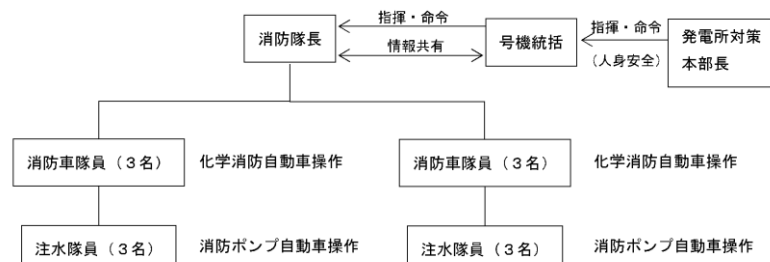 指揮・命令
消防隊長
情報共有
号機統括
指揮・命令
(人身安全)
発電所対策
本部長
消防車隊員（３名）
化学消防自動車操作
消防車隊員（３名）
化学消防自動車操作
注水隊員（３名）
消防ポンプ自動車操作
注水隊員（３名）
消防ポンプ自動車操作